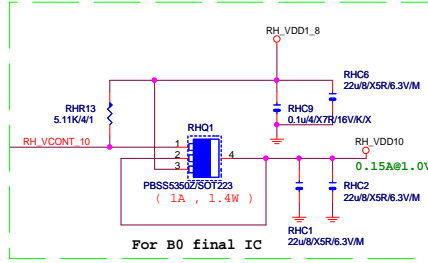 RH_VDD1_8
RHC6
22u/8/X5R/6.3V/M
RHR13
5.11K/4/1
RHC9
0.1u/4/X7R/16V/K/X
RHQ1
RH_VCONT_10
1
2
3
4
RH_VDD10
0.15A@1.0V
PBSS5350Z/SOT223
( 1A , 1.4W )
RHC2
22u/8/X5R/6.3V/M
RHC1
22u/8/X5R/6.3V/M
For B0 final IC